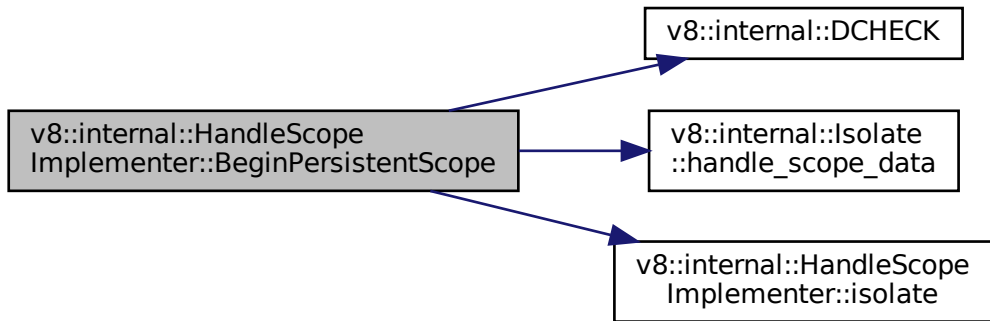 v8::internal::DCHECK
v8::internal::HandleScope
Implementer::BeginPersistentScope
v8::internal::Isolate
::handle_scope_data
v8::internal::HandleScope
Implementer::isolate